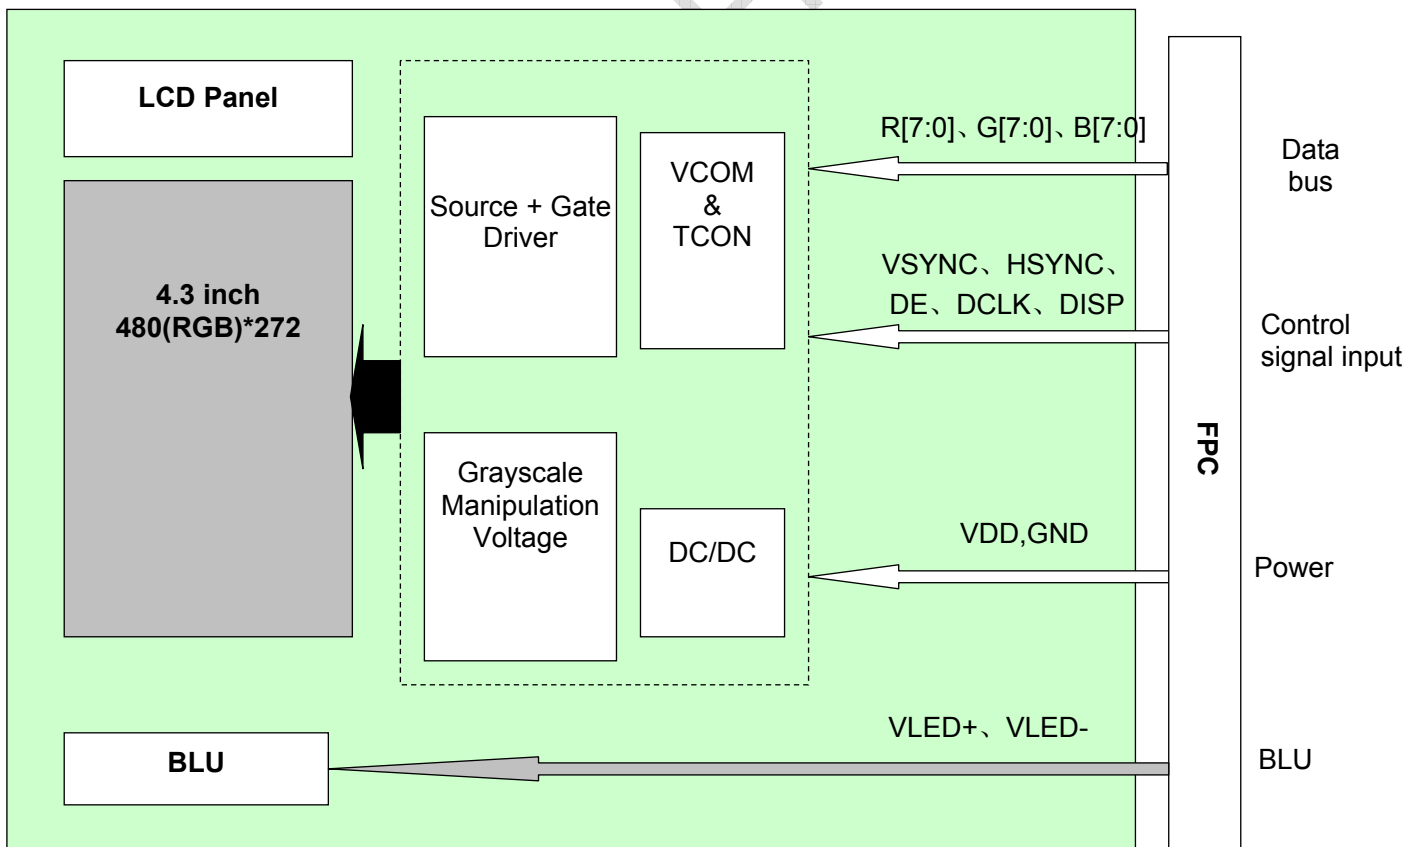 LCD Panel
4.3 inch
480(RGB)*272
Source + Gate
Driver
VCOM
&
TCON
Grayscale
Manipulation
Voltage
DC/DC
R[7:0]、G[7:0]、B[7:0]
VSYNC、HSYNC、
DE、DCLK、DISP
VDD,GND
BLU
VLED+、VLED-
FPC
Data
bus
Control
signal input
Power
BLU